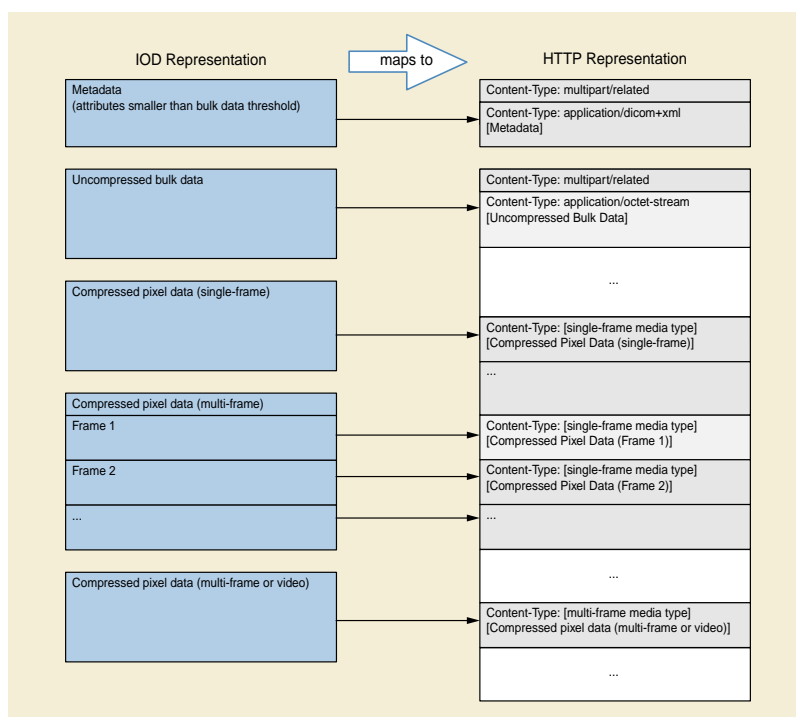 IOD Representation
maps to
HTTP Representation
Metadata
(attributes smaller than bulk data threshold)
Content-Type: multipart/related
Content-Type: application/dicom+xml
[Metadata]
Uncompressed bulk data
Content-Type: multipart/related
Content-Type: application/octet-stream
[Uncompressed Bulk Data]
...
Compressed pixel data (single-frame)
Content-Type: [single-frame media type]
[Compressed Pixel Data (single-frame)]
...
Compressed pixel data (multi-frame)
Frame 1
Content-Type: [single-frame media type]
[Compressed Pixel Data (Frame 1)]
Frame 2
Content-Type: [single-frame media type]
[Compressed Pixel Data (Frame 2)]
...
...
...
Compressed pixel data (multi-frame or video)
Content-Type: [multi-frame media type]
[Compressed pixel data (multi-frame or video)]
...